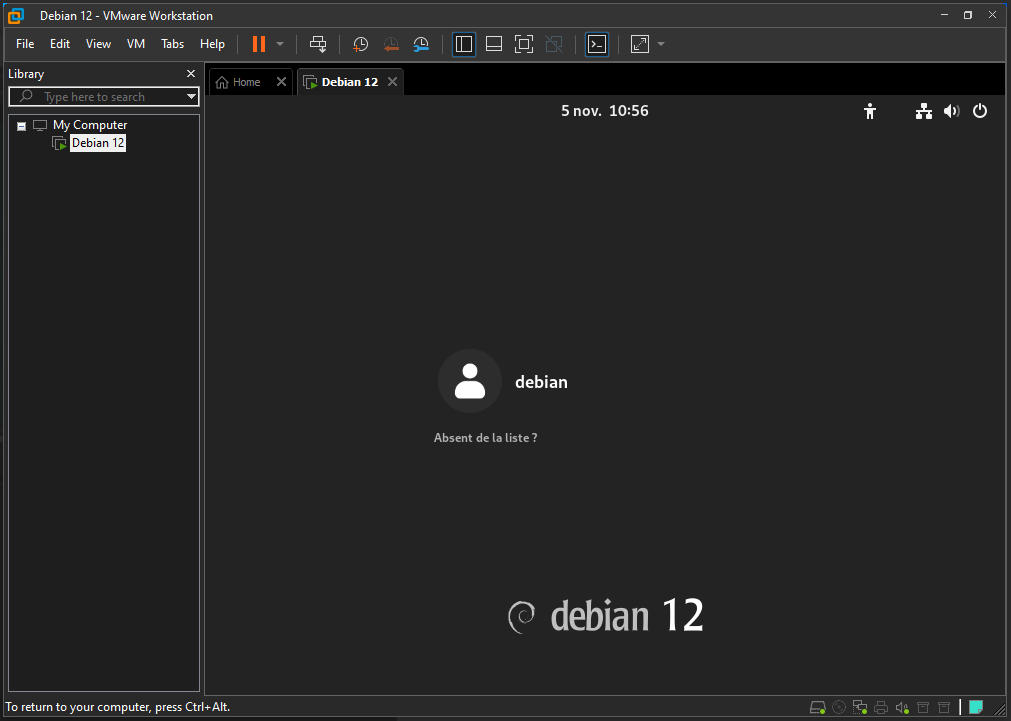 Debian 12 - VMware Workstation
File Edit View VM Tabs Help
Library
Type here to search
My Computer
Debian 12
Home
Debian 12
5 nov. 10:56
debian
Absent de la liste ?
debian 12
To return to your computer, press Ctrl+Alt.